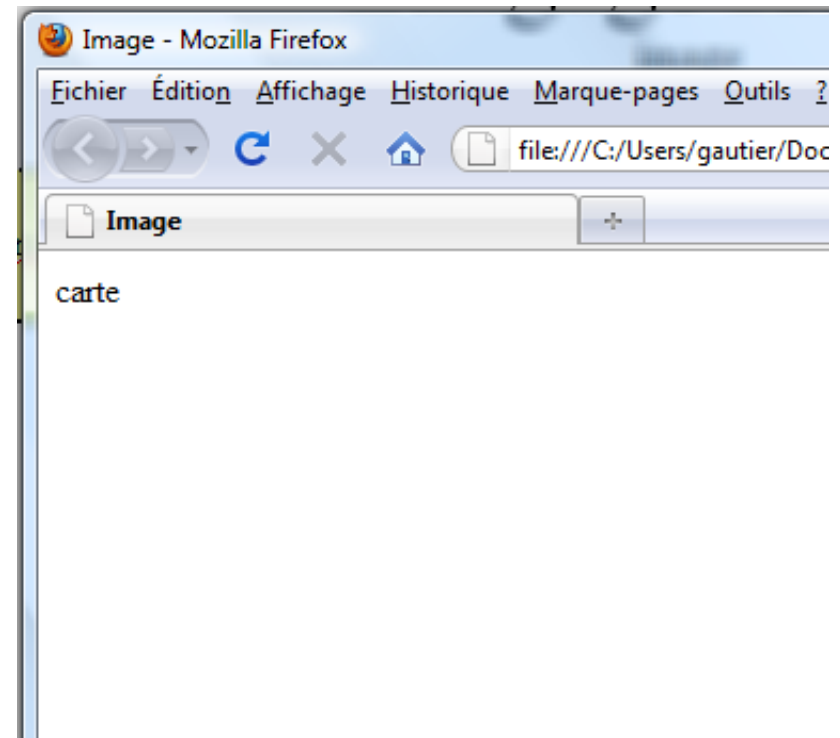 Image - Mozilla Firefox
Fichier Édition Affichage Historique Marque-pages Outils ?
file:///C:/Users/gautier/Doc
Image
carte